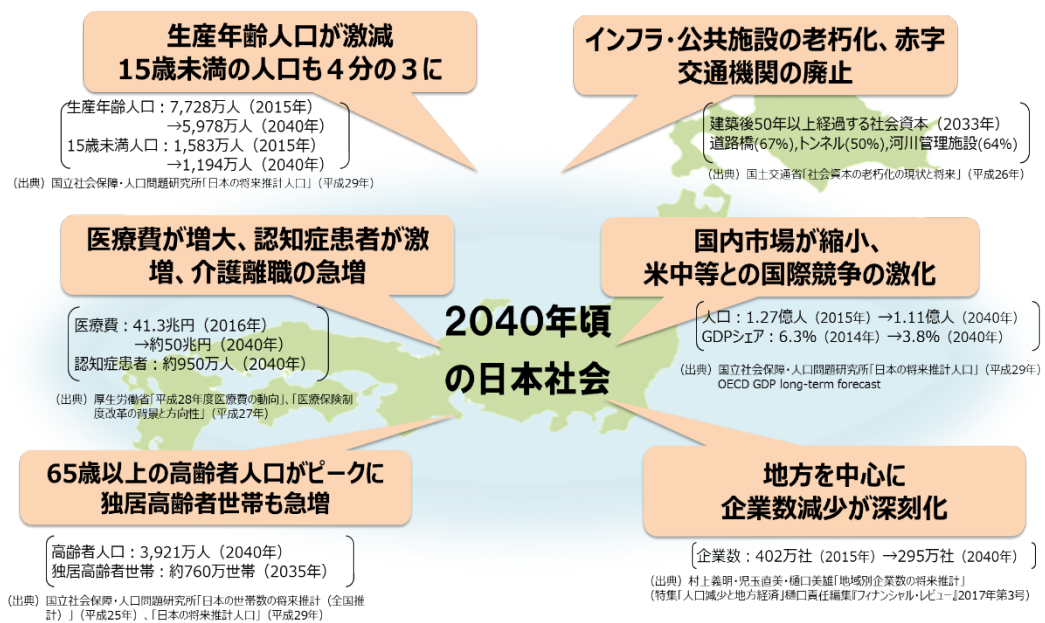 生産年齢人口が激減
15歳未満の人口も４分の３に
生産年齢人口：7,728万人（2015年）
→5,978万人（2040年）
15歳未満人口：1,583万人（2015年）
→1,194万人（2040年）
（出典）国立社会保障・人口問題研究所「日本の将来推計人口」（平成29年）
インフラ・公共施設の老朽化、赤字
交通機関の廃止
建築後50年以上経過する社会資本（2033年）
道路橋(67%),トンネル(50%),河川管理施設(64%)
（出典）国土交通省「社会資本の老朽化の現状と将来」（平成26年）
医療費が増大、認知症患者が激
増、介護離職の急増
医療費：41.3兆円（2016年）
→約50兆円（2040年）
認知症患者：約950万人（2040年）
（出典）厚生労働省「平成28年度医療費の動向」、「医療保険制
度改革の背景と方向性」（平成27年）
国内市場が縮小、
米中等との国際競争の激化
人口：1.27億人（2015年）→1.11億人（2040年）
GDPシェア：6.3%（2014年）→3.8%（2040年）
（出典）国立社会保障・人口問題研究所「日本の将来推計人口」（平成29年）
OECD GDP long-term forecast
2040年頃
の日本社会
65歳以上の高齢者人口がピークに
独居高齢者世帯も急増
高齢者人口：3,921万人（2040年）
独居高齢者世帯：約760万世帯（2035年）
（出典）国立社会保障・人口問題研究所「日本の世帯数の将来推計（全国推
計）」（平成25年）、「日本の将来推計人口」（平成29年）
地方を中心に
企業数減少が深刻化
企業数：402万社（2015年）→295万社（2040年）
（出典）村上義明・児玉直美・樋口美雄「地域別企業数の将来推計」
（特集「人口減少と地方経済」樋口責任編集『フィナンシャル・レビュー』2017年第3号）